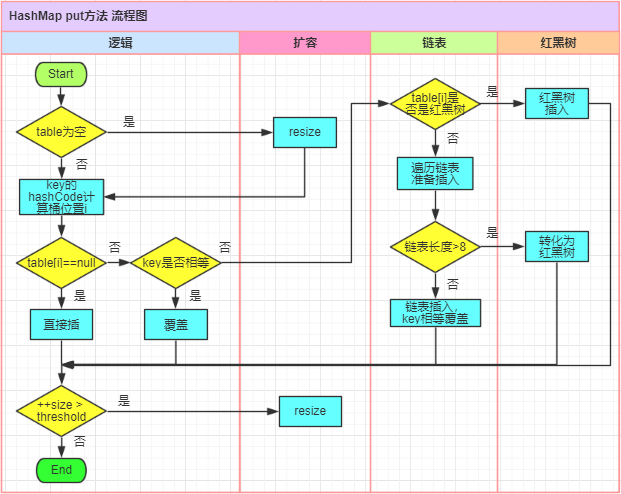 HashMap put方法 流程图
逻辑
扩容
链表
红黑树
Start
table为空
是
resize
否
key的
hashCode计
算桶位置i
table[i]==null
否
key是否相等
否
是
直接插
是
覆盖
table[i]是
否是红黑树
是
红黑树
插入
否
遍历链表
准备插入
链表长度>8
是
转化为
红黑树
否
链表插入，
key相等覆盖
++size >
threshold
是
resize
否
End